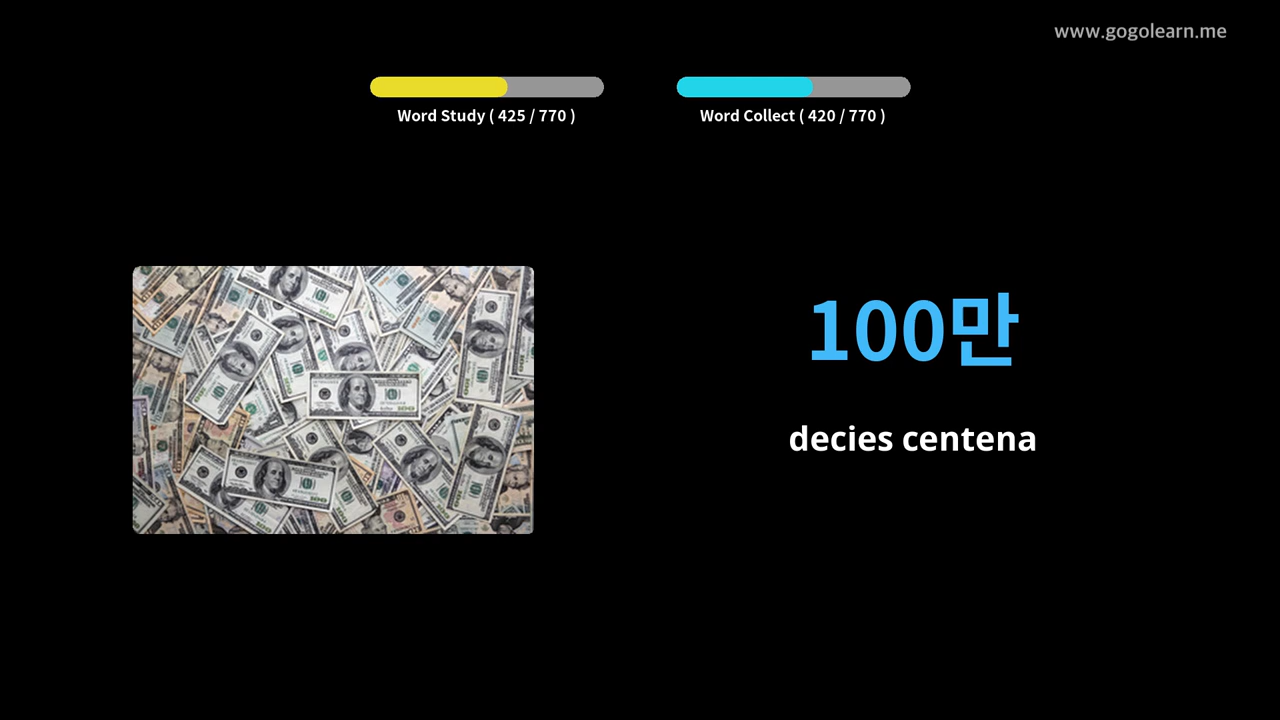 www.gogolearn.me
Word Study ( 425 / 770 )
Word Collect ( 420 / 770 )
100만
decies centena